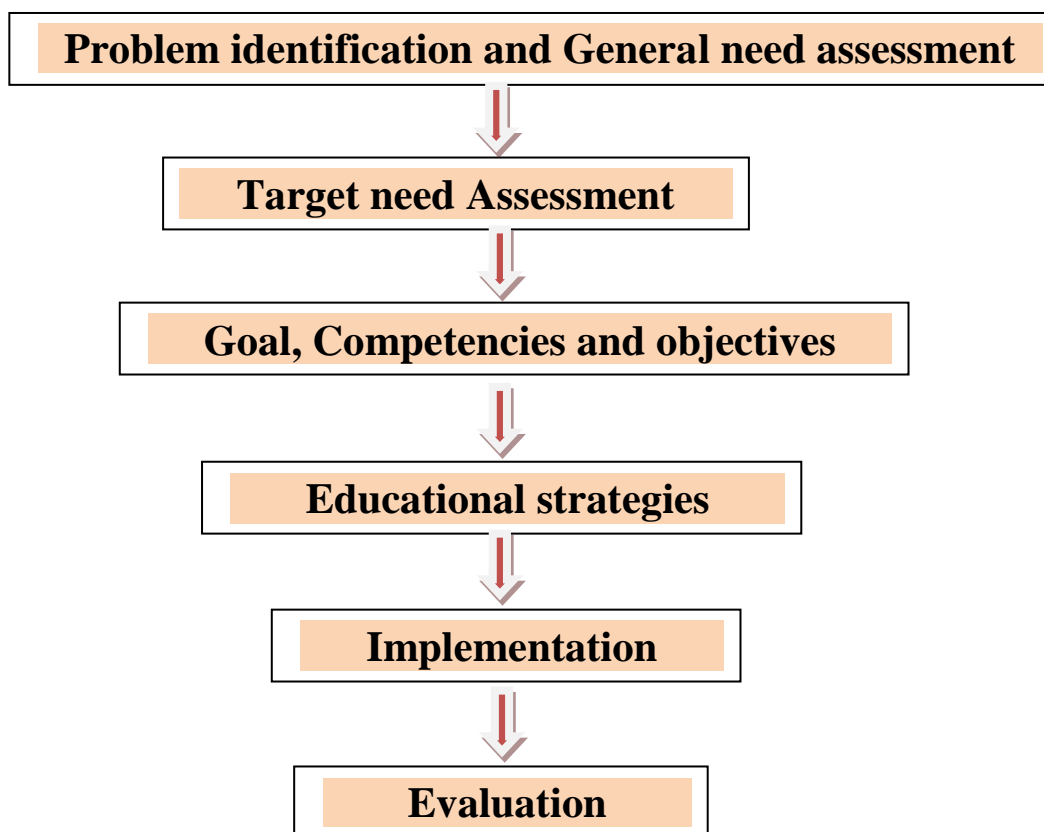 Problem identification and General need assessment
Target need Assessment
Goal, Competencies and objectives
Educational strategies
Implementation
Evaluation